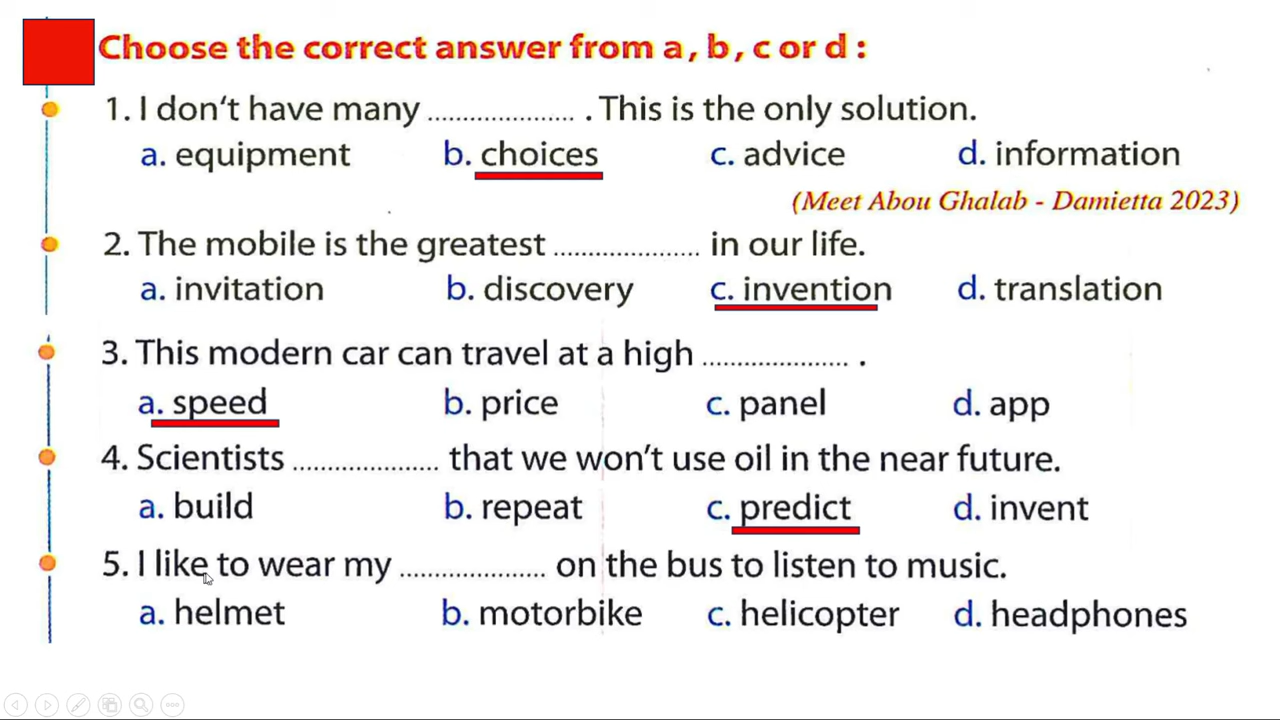 Choose the correct answer from a, b, c or d :
1. I don't have many ..................... . This is the only solution.
a. equipment b. choices c. advice d. information
(Meet Abou Ghalab - Damietta 2023)
2. The mobile is the greatest ..................... in our life.
a. invitation b. discovery c. invention d. translation
3. This modern car can travel at a high ..................... .
a. speed b. price c. panel d. app
4. Scientists ..................... that we won't use oil in the near future.
a. build b. repeat c. predict d. invent
5. I like to wear my ..................... on the bus to listen to music.
a. helmet b. motorbike c. helicopter d. headphones